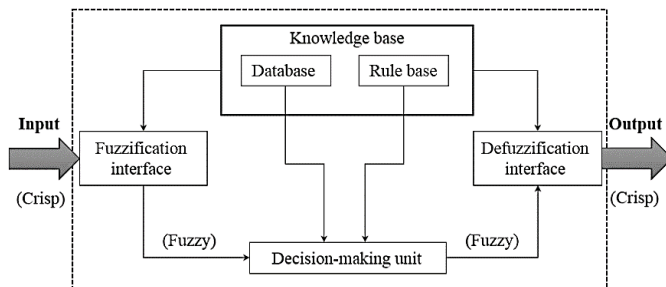 Knowledge base
Database
Rule base
Input
Fuzzification
interface
(Crisp)
Defuzzification
interface
Output
(Crisp)
(Fuzzy)
Decision-making unit
(Fuzzy)